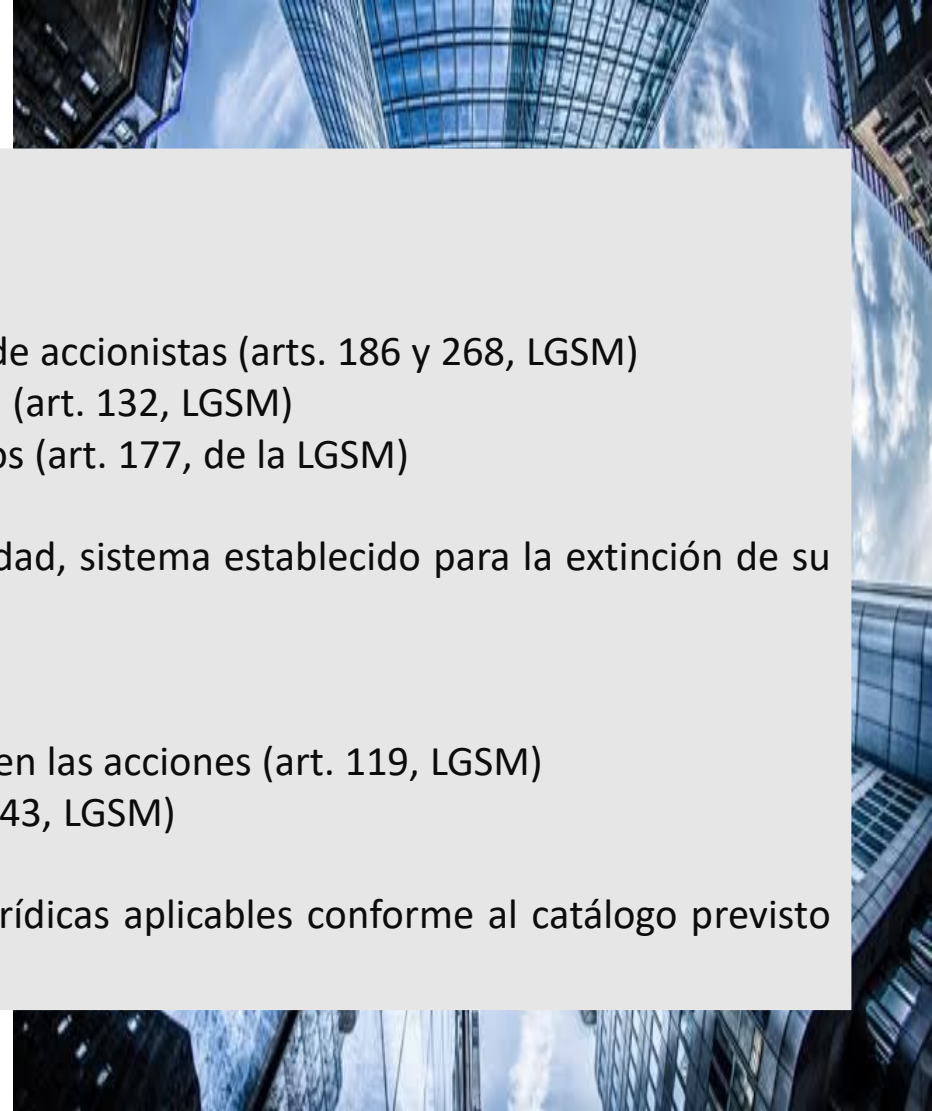 de accionistas (arts. 186 y 268, LGSM)
(art. 132, LGSM)
os (art. 177, de la LGSM)
dad, sistema establecido para la extinción de su
en las acciones (art. 119, LGSM)
43, LGSM)
rídicas aplicables conforme al catálogo previsto